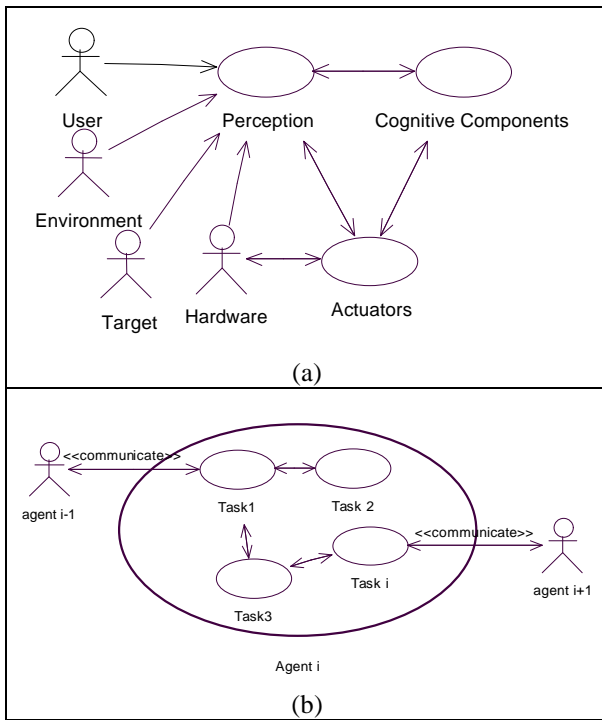 User
Perception
Cognitive Components
Environment
Target
Hardware
Actuators
(a)
<<communicate>>
agent i-1
Task1
Task 2
<<communicate>>
Task i
agent i+1
Task3
Agent i
(b)